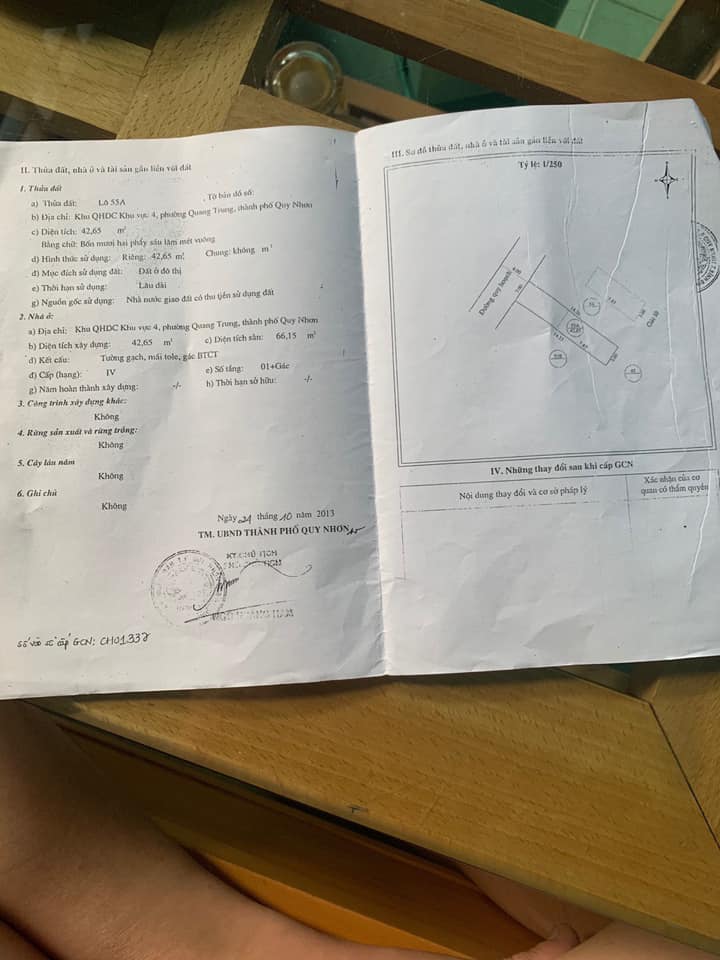 II. Thửa đất, nhà ở và tài sản gắn liền với đất
1. Thửa đất
a) Thửa đất: Lô 55A , Tờ bản đồ số:
b) Địa chỉ: Khu QHDC Khu vực 4, phường Quang Trung, thành phố Quy Nhơn
c) Diện tích: 42,65 m²
Bằng chữ: Bốn mươi hai phẩy sáu lăm mét vuông
d) Hình thức sử dụng: Riêng: 42,65 m² Chung: không m²
đ) Mục đích sử dụng đất: Đất ở đô thị
e) Thời hạn sử dụng: Lâu dài
g) Nguồn gốc sử dụng: Nhà nước giao đất có thu tiền sử dụng đất
2. Nhà ở:
a) Địa chỉ: Khu QHDC Khu vực 4, phường Quang Trung, thành phố Quy Nhơn
b) Diện tích xây dựng: 42,65 m² c) Diện tích sàn: 66,15 m²
d) Kết cấu: Tường gạch, mái tole, gác BTCT
đ) Cấp (hạng): IV e) Số tầng: 01+Gác
g) Năm hoàn thành xây dựng: -/- h) Thời hạn sở hữu: -/-
3. Công trình xây dựng khác:
Không
4. Rừng sản xuất và rừng trồng:
Không
5. Cây lâu năm
Không
6. Ghi chú
Không
Ngày 21 tháng 10 năm 2013
TM. UBND THÀNH PHỐ QUY NHƠN
KT.CHỦ TỊCH
Số vào sổ cấp GCN: CH01337
III. Sơ đồ thửa đất, nhà ở và tài sản gắn liền với đất
Tỷ lệ: 1/250
Đường quy hoạch
Gác lỡ
IV. Những thay đổi sau khi cấp GCN
Nội dung thay đổi và cơ sở pháp lý
Xác nhận của cơ
quan có thẩm quyền